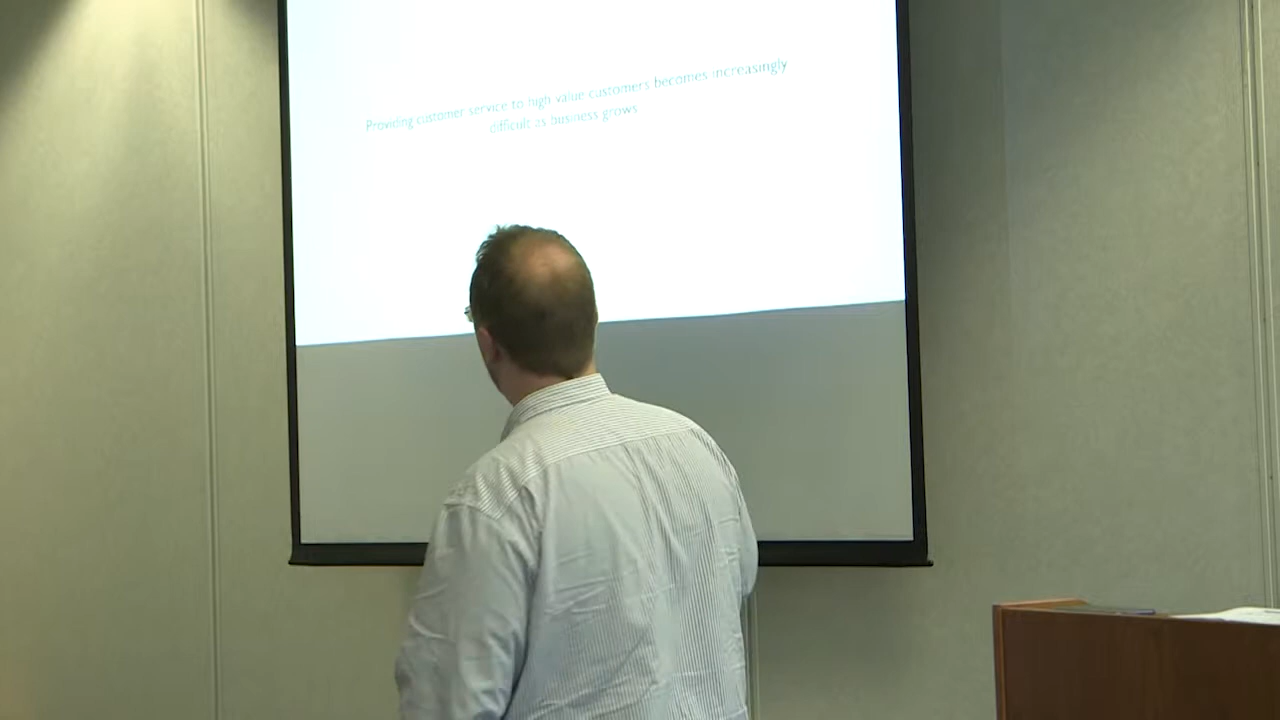 Providing customer service to high value customers becomes increasingly
difficult as business grows